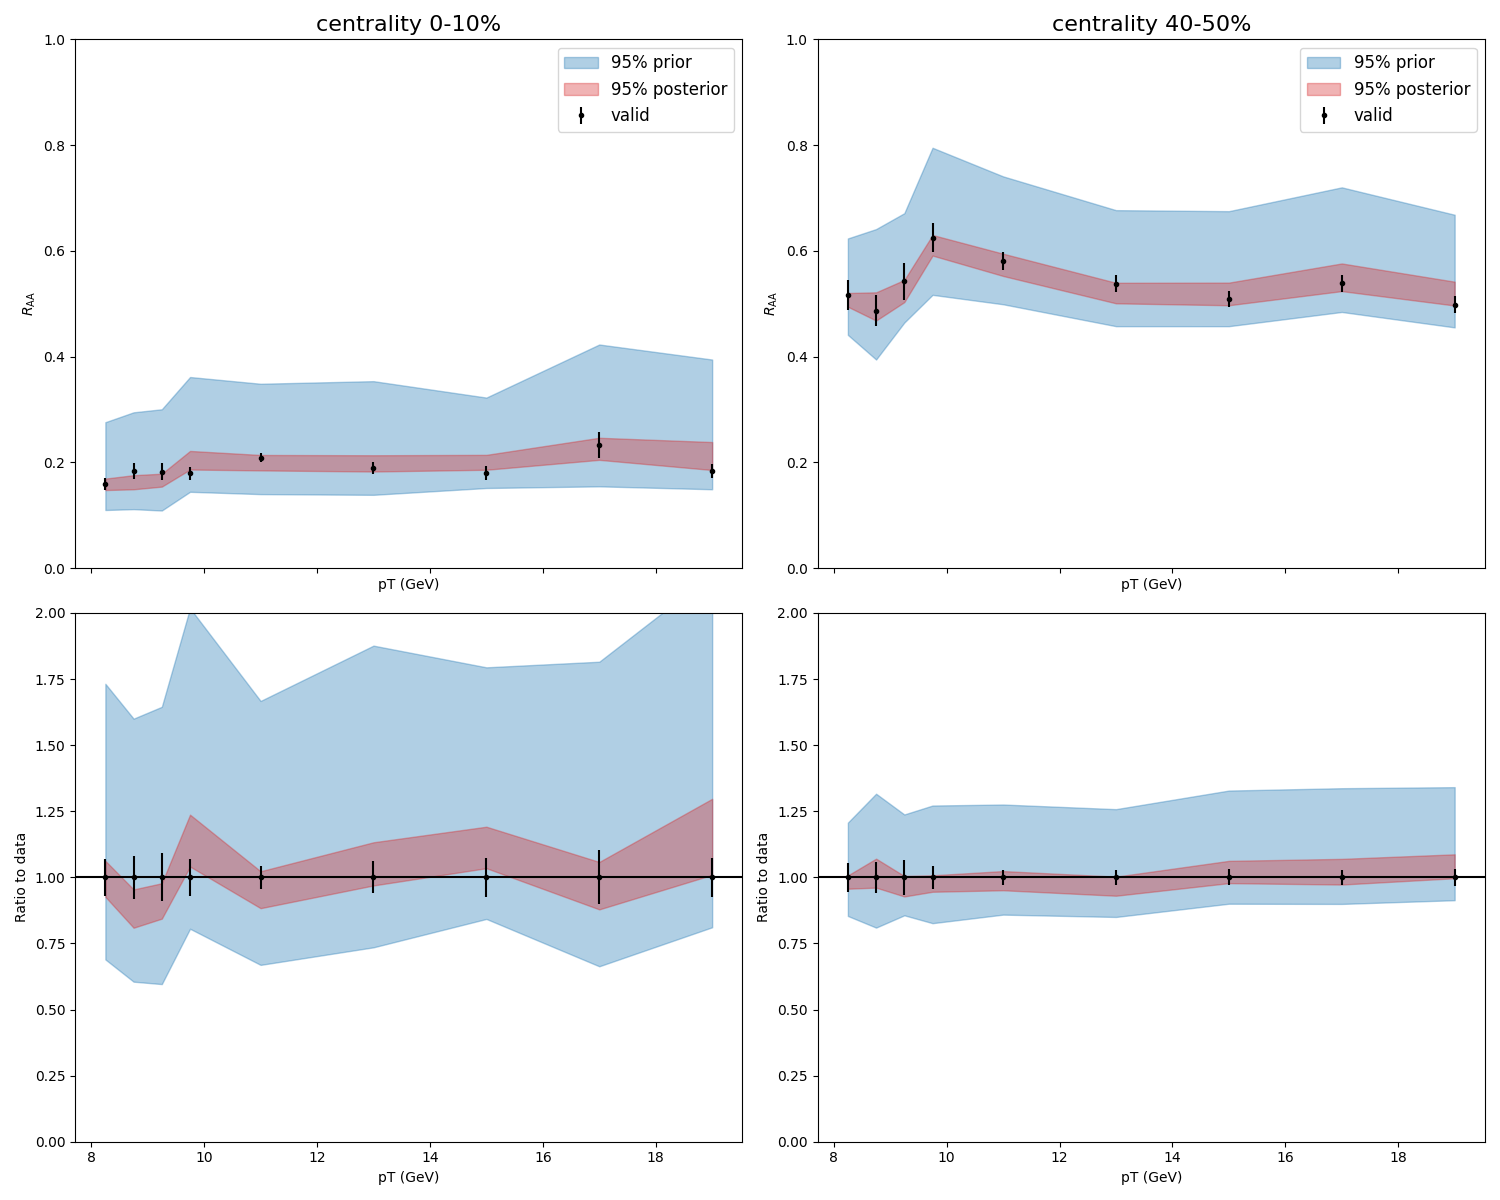 centrality 0-10%
1.0
0.8
0.6
0.4
0.2
0.0
R_AA
95% prior
95% posterior
valid
pT (GeV)
centrality 40-50%
1.0
0.8
0.6
0.4
0.2
0.0
R_AA
95% prior
95% posterior
valid
pT (GeV)
2.00
1.75
1.50
1.25
1.00
0.75
0.50
0.25
0.00
Ratio to data
8 10 12 14 16 18
pT (GeV)
2.00
1.75
1.50
1.25
1.00
0.75
0.50
0.25
0.00
Ratio to data
8 10 12 14 16 18
pT (GeV)